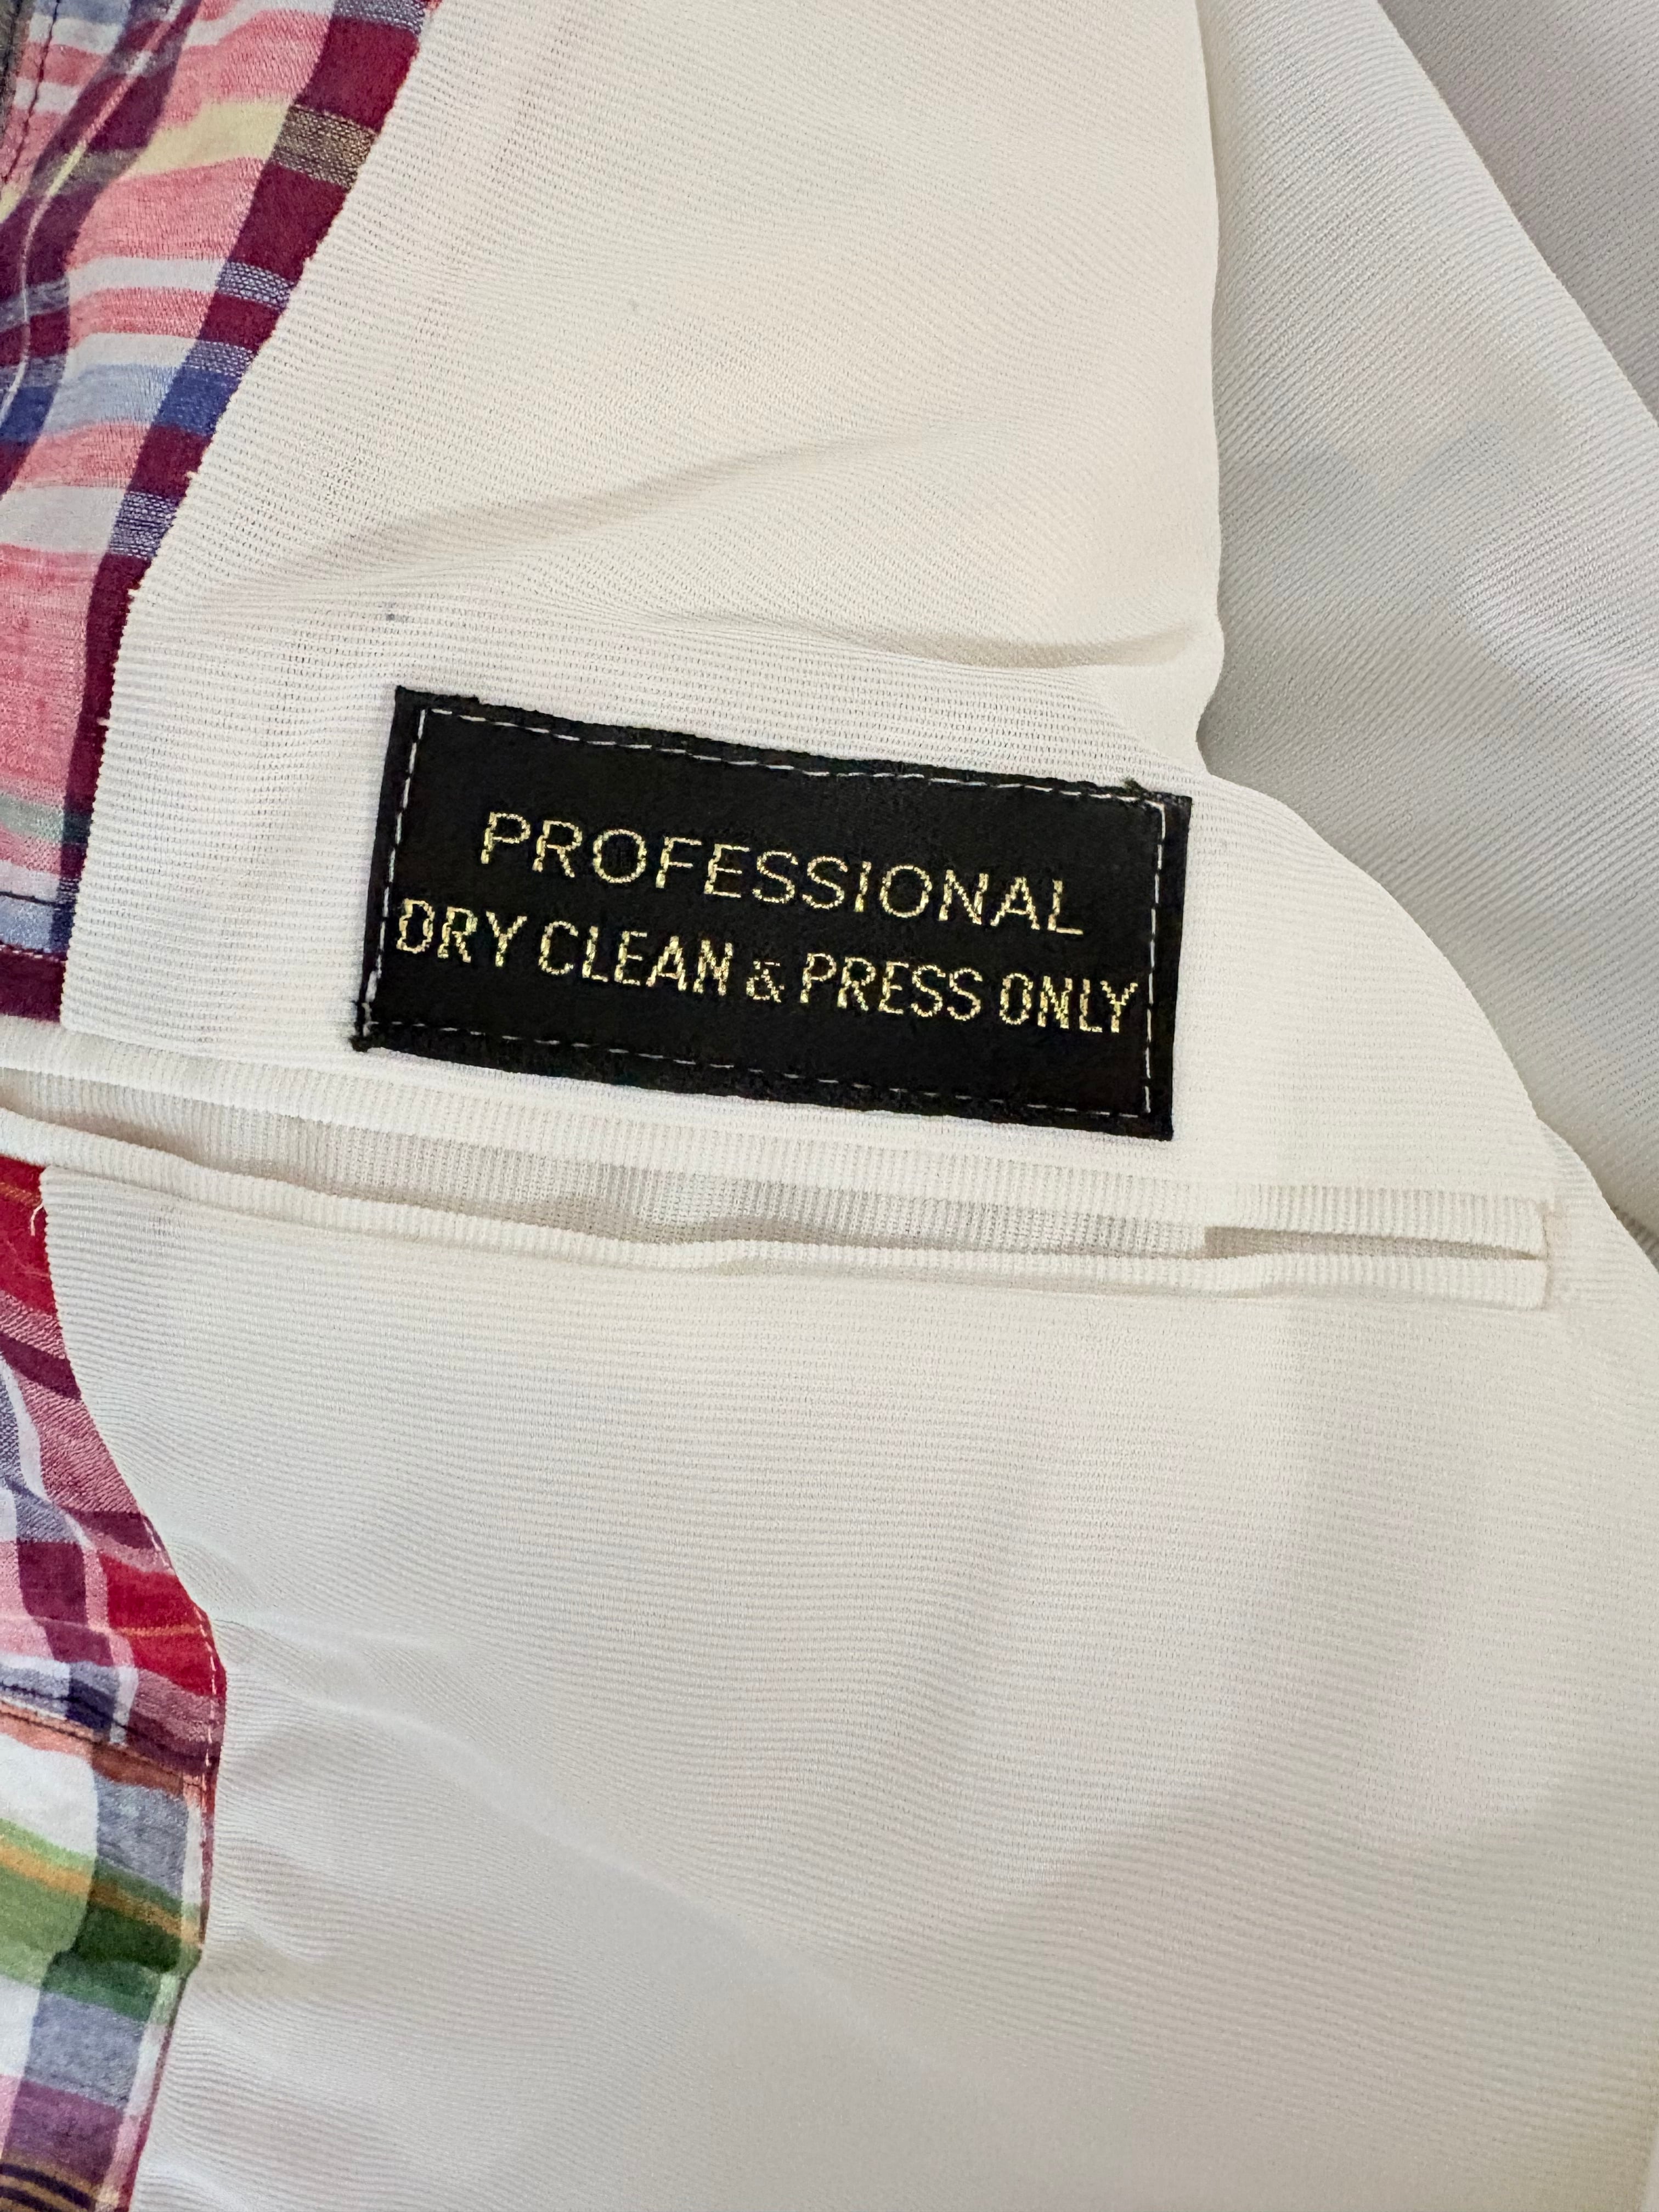 PROFESSIONAL
DRY CLEAN & PRESS ONLY